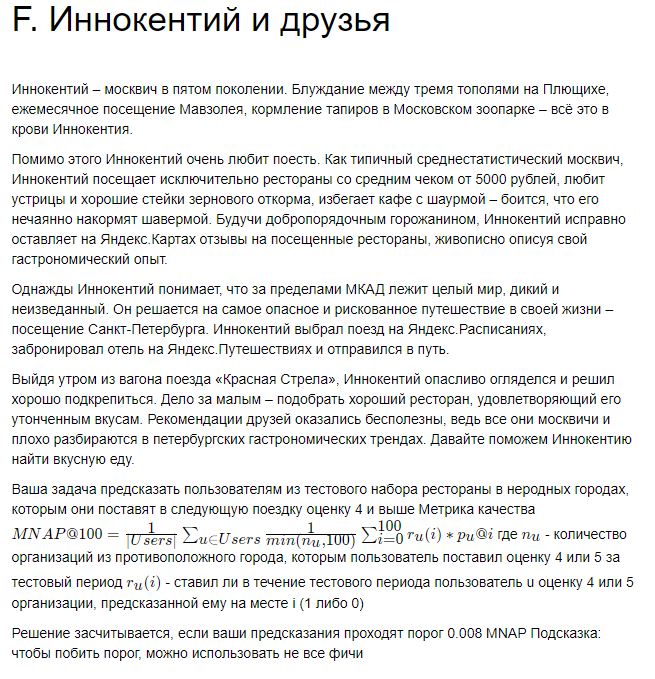 F. Иннокентий и друзья
Иннокентий – москвич в пятом поколении. Блуждание между тремя тополями на Плющихе,
ежемесячное посещение Мавзолея, кормление тапиров в Московском зоопарке – всё это в
крови Иннокентия.
Помимо этого Иннокентий очень любит поесть. Как типичный среднестатистический москвич,
Иннокентий посещает исключительно рестораны со средним чеком от 5000 рублей, любит
устрицы и хорошие стейки зернового откорма, избегает кафе с шаурмой – боится, что его
нечаянно накормят шавермой. Будучи добропорядочным горожанином, Иннокентий исправно
оставляет на Яндекс.Картах отзывы на посещенные рестораны, живописно описуя свой
гастрономический опыт.
Однажды Иннокентий понимает, что за пределами МКАД лежит целый мир, дикий и
неизведанный. Он решается на самое опасное и рискованное путешествие в своей жизни –
посещение Санкт-Петербурга. Иннокентий выбрал поезд на Яндекс.Расписаниях,
забронировал отель на Яндекс.Путешествиях и отправился в путь.
Выйдя утром из вагона поезда «Красная Стрела», Иннокентий опасливо огляделся и решил
хорошо подкрепиться. Дело за малым – подобрать хороший ресторан, удовлетворяющий его
утонченным вкусам. Рекомендации друзей оказались бесполезны, ведь все они москвичи и
плохо разбираются в петербургских гастрономических трендах. Давайте поможем Иннокентию
найти вкусную еду.
Ваша задача предсказать пользователям из тестового набора рестораны в неродных городах,
которым они поставят в следующую поездку оценку 4 и выше Метрика качества
$MNAP@100 = \frac{1}{|Users|} \sum_{u \in Users} \frac{1}{min(n_u,100)} \sum_{i=0}^{100} r_u(i) * p_u@i$ где $n_u$ - количество
организаций из противоположного города, которым пользователь поставил оценку 4 или 5 за
тестовый период $r_u(i)$ - ставил ли в течение тестового периода пользователь u оценку 4 или 5
организации, предсказанной ему на месте i (1 либо 0)
Решение засчитывается, если ваши предсказания проходят порог 0.008 MNAP Подсказка:
чтобы побить порог, можно использовать не все фичи